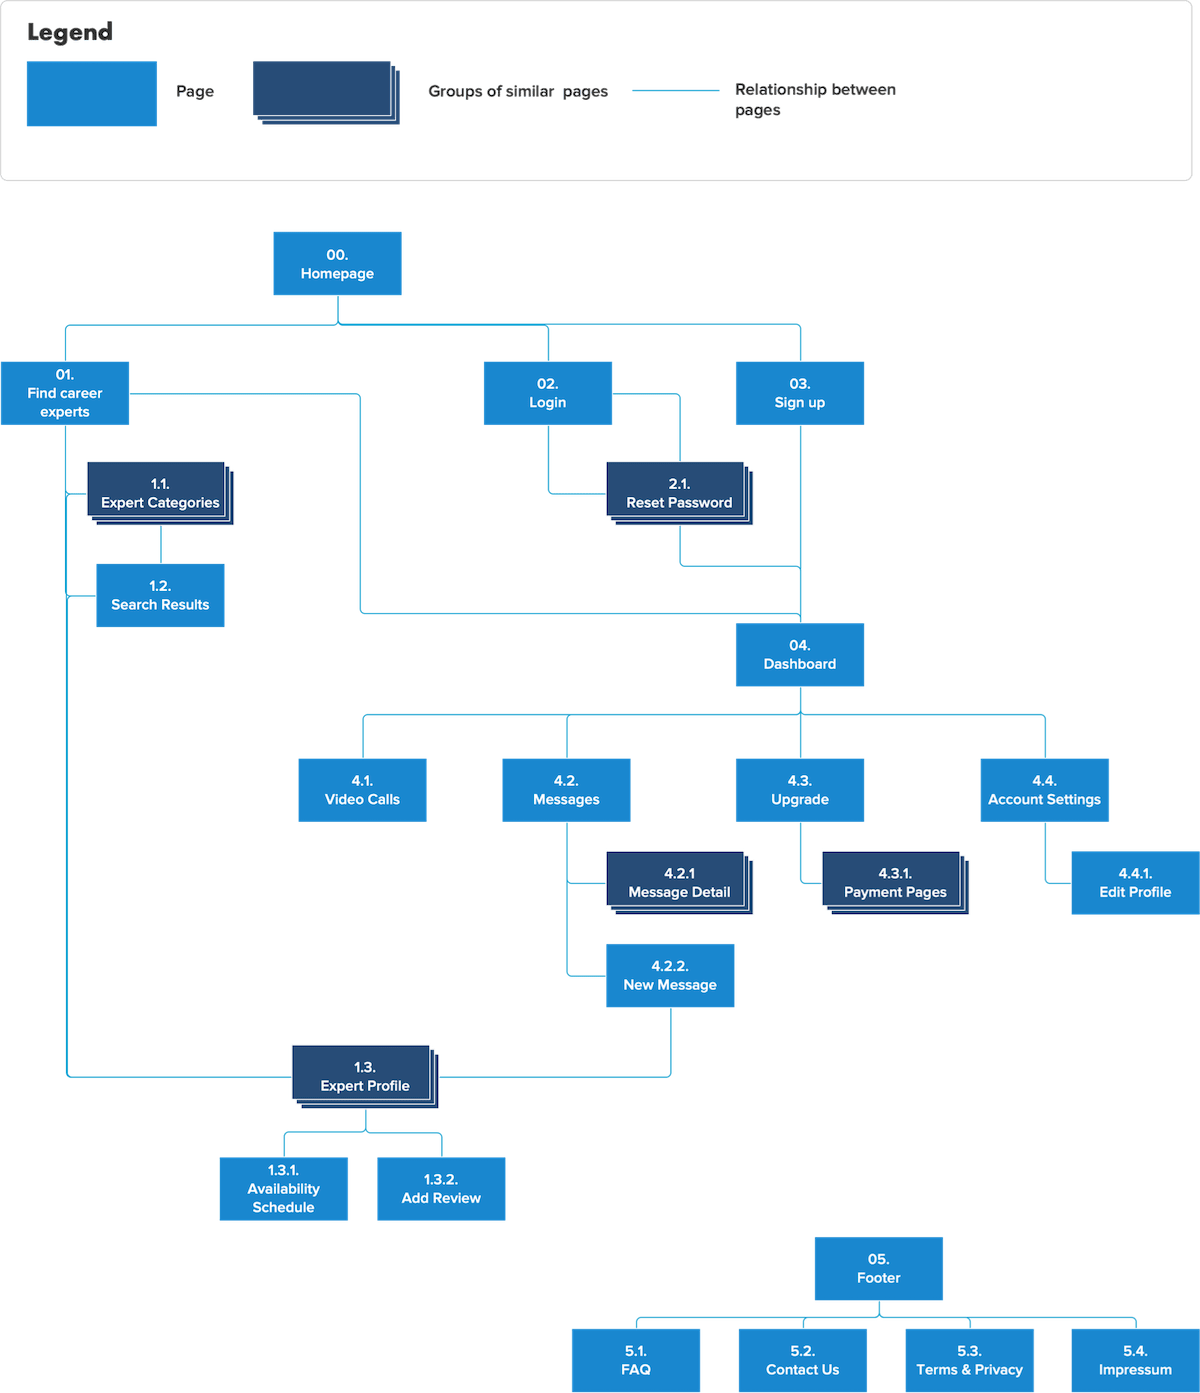 Legend
Page
Groups of similar pages
Relationship between
pages
00.
Homepage
01.
Find career
experts
02.
Login
03.
Sign up
1.1.
Expert Categories
2.1.
Reset Password
1.2.
Search Results
04.
Dashboard
4.1.
Video Calls
4.2.
Messages
4.3.
Upgrade
4.4.
Account Settings
4.2.1
Message Detail
4.3.1.
Payment Pages
4.4.1.
Edit Profile
4.2.2.
New Message
1.3.
Expert Profile
1.3.1.
Availability
Schedule
1.3.2.
Add Review
05.
Footer
5.1.
FAQ
5.2.
Contact Us
5.3.
Terms & Privacy
5.4.
Impressum